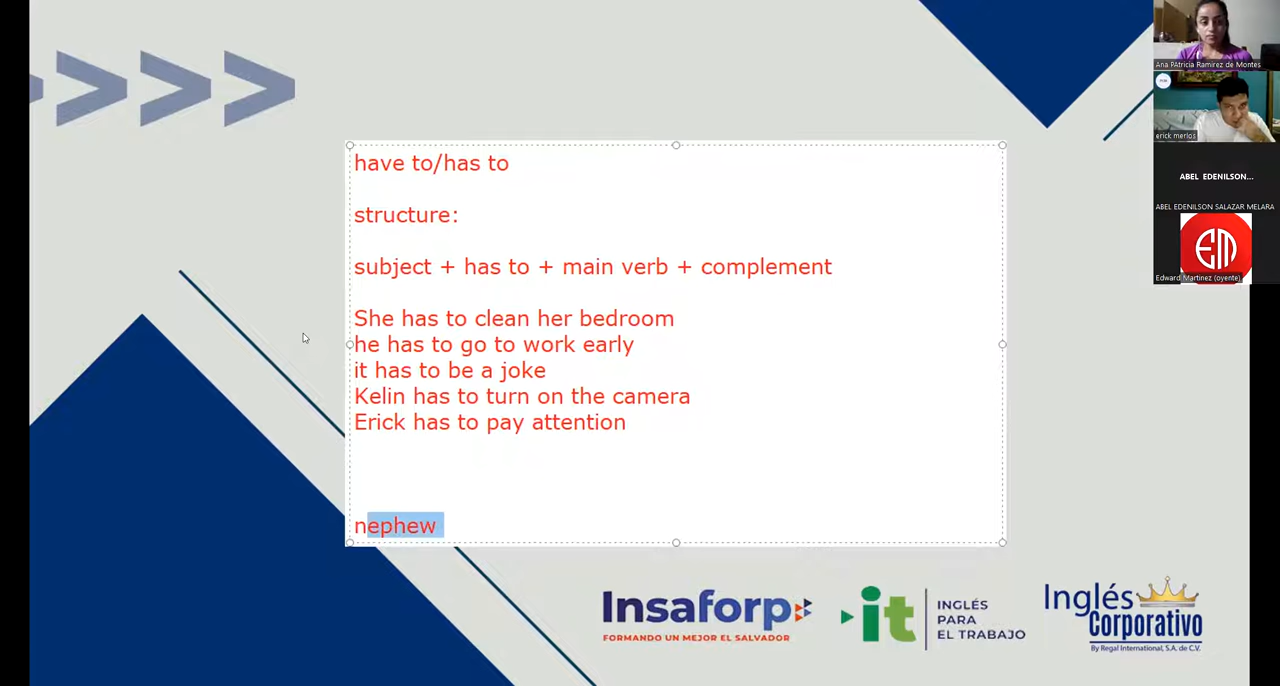 have to/has to
structure:
subject + has to + main verb + complement
She has to clean her bedroom
he has to go to work early
it has to be a joke
Kelin has to turn on the camera
Erick has to pay attention
nephew
Insaforp
FORMANDO UN MEJOR EL SALVADOR
it
INGLÉS
PARA
EL TRABAJO
Inglés
Corporativo
By Regal International, S.A. de C.V.
Ana PAtricia Ramirez de Montes
erick merlos
ABEL EDENILSON...
ABEL EDENILSON SALAZAR MELARA
EM
Edward Martinez (oyente)